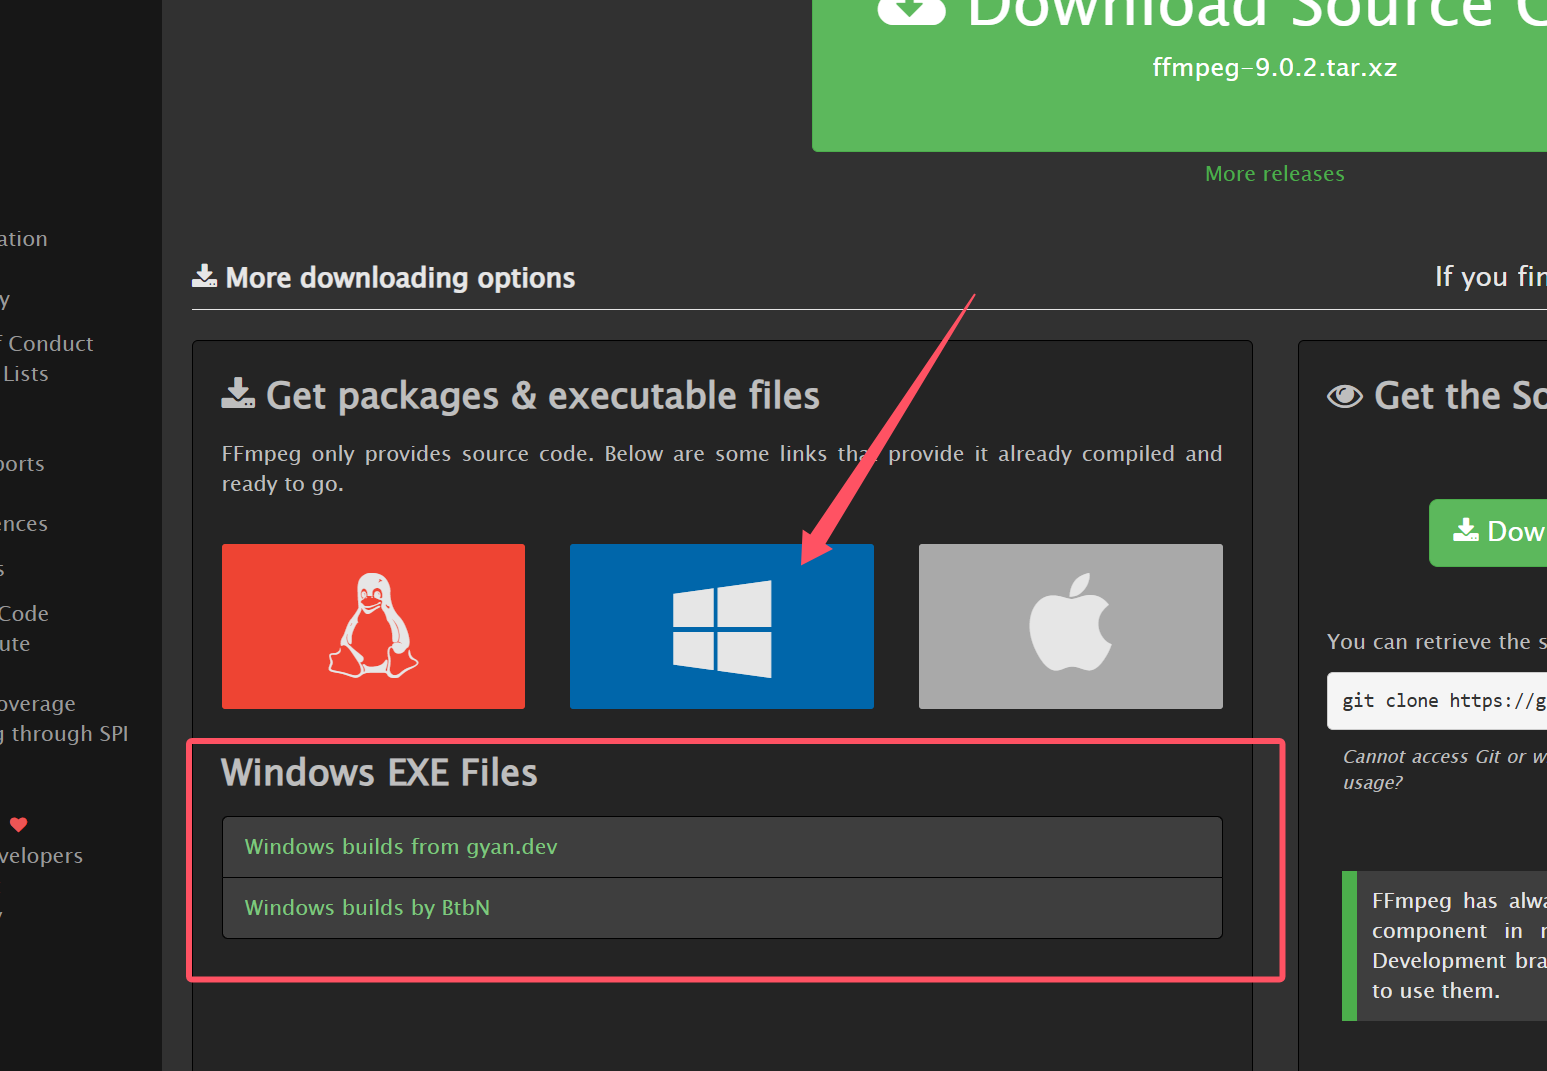 Download Source
ffmpeg-9.0.2.tar.xz
More releases
ation
y
Conduct
Lists
ports
ences
s
Code
ute
overage
g through SPI
velopers
y
More downloading options
If you fin
Get packages & executable files
FFmpeg only provides source code. Below are some links that provide it already compiled and
ready to go.
Windows EXE Files
Windows builds from gyan.dev
Windows builds by BtbN
Get the So
Dow
You can retrieve the s
git clone https://g
Cannot access Git or w
usage?
FFmpeg has alwa
component in
Development bra
to use them.